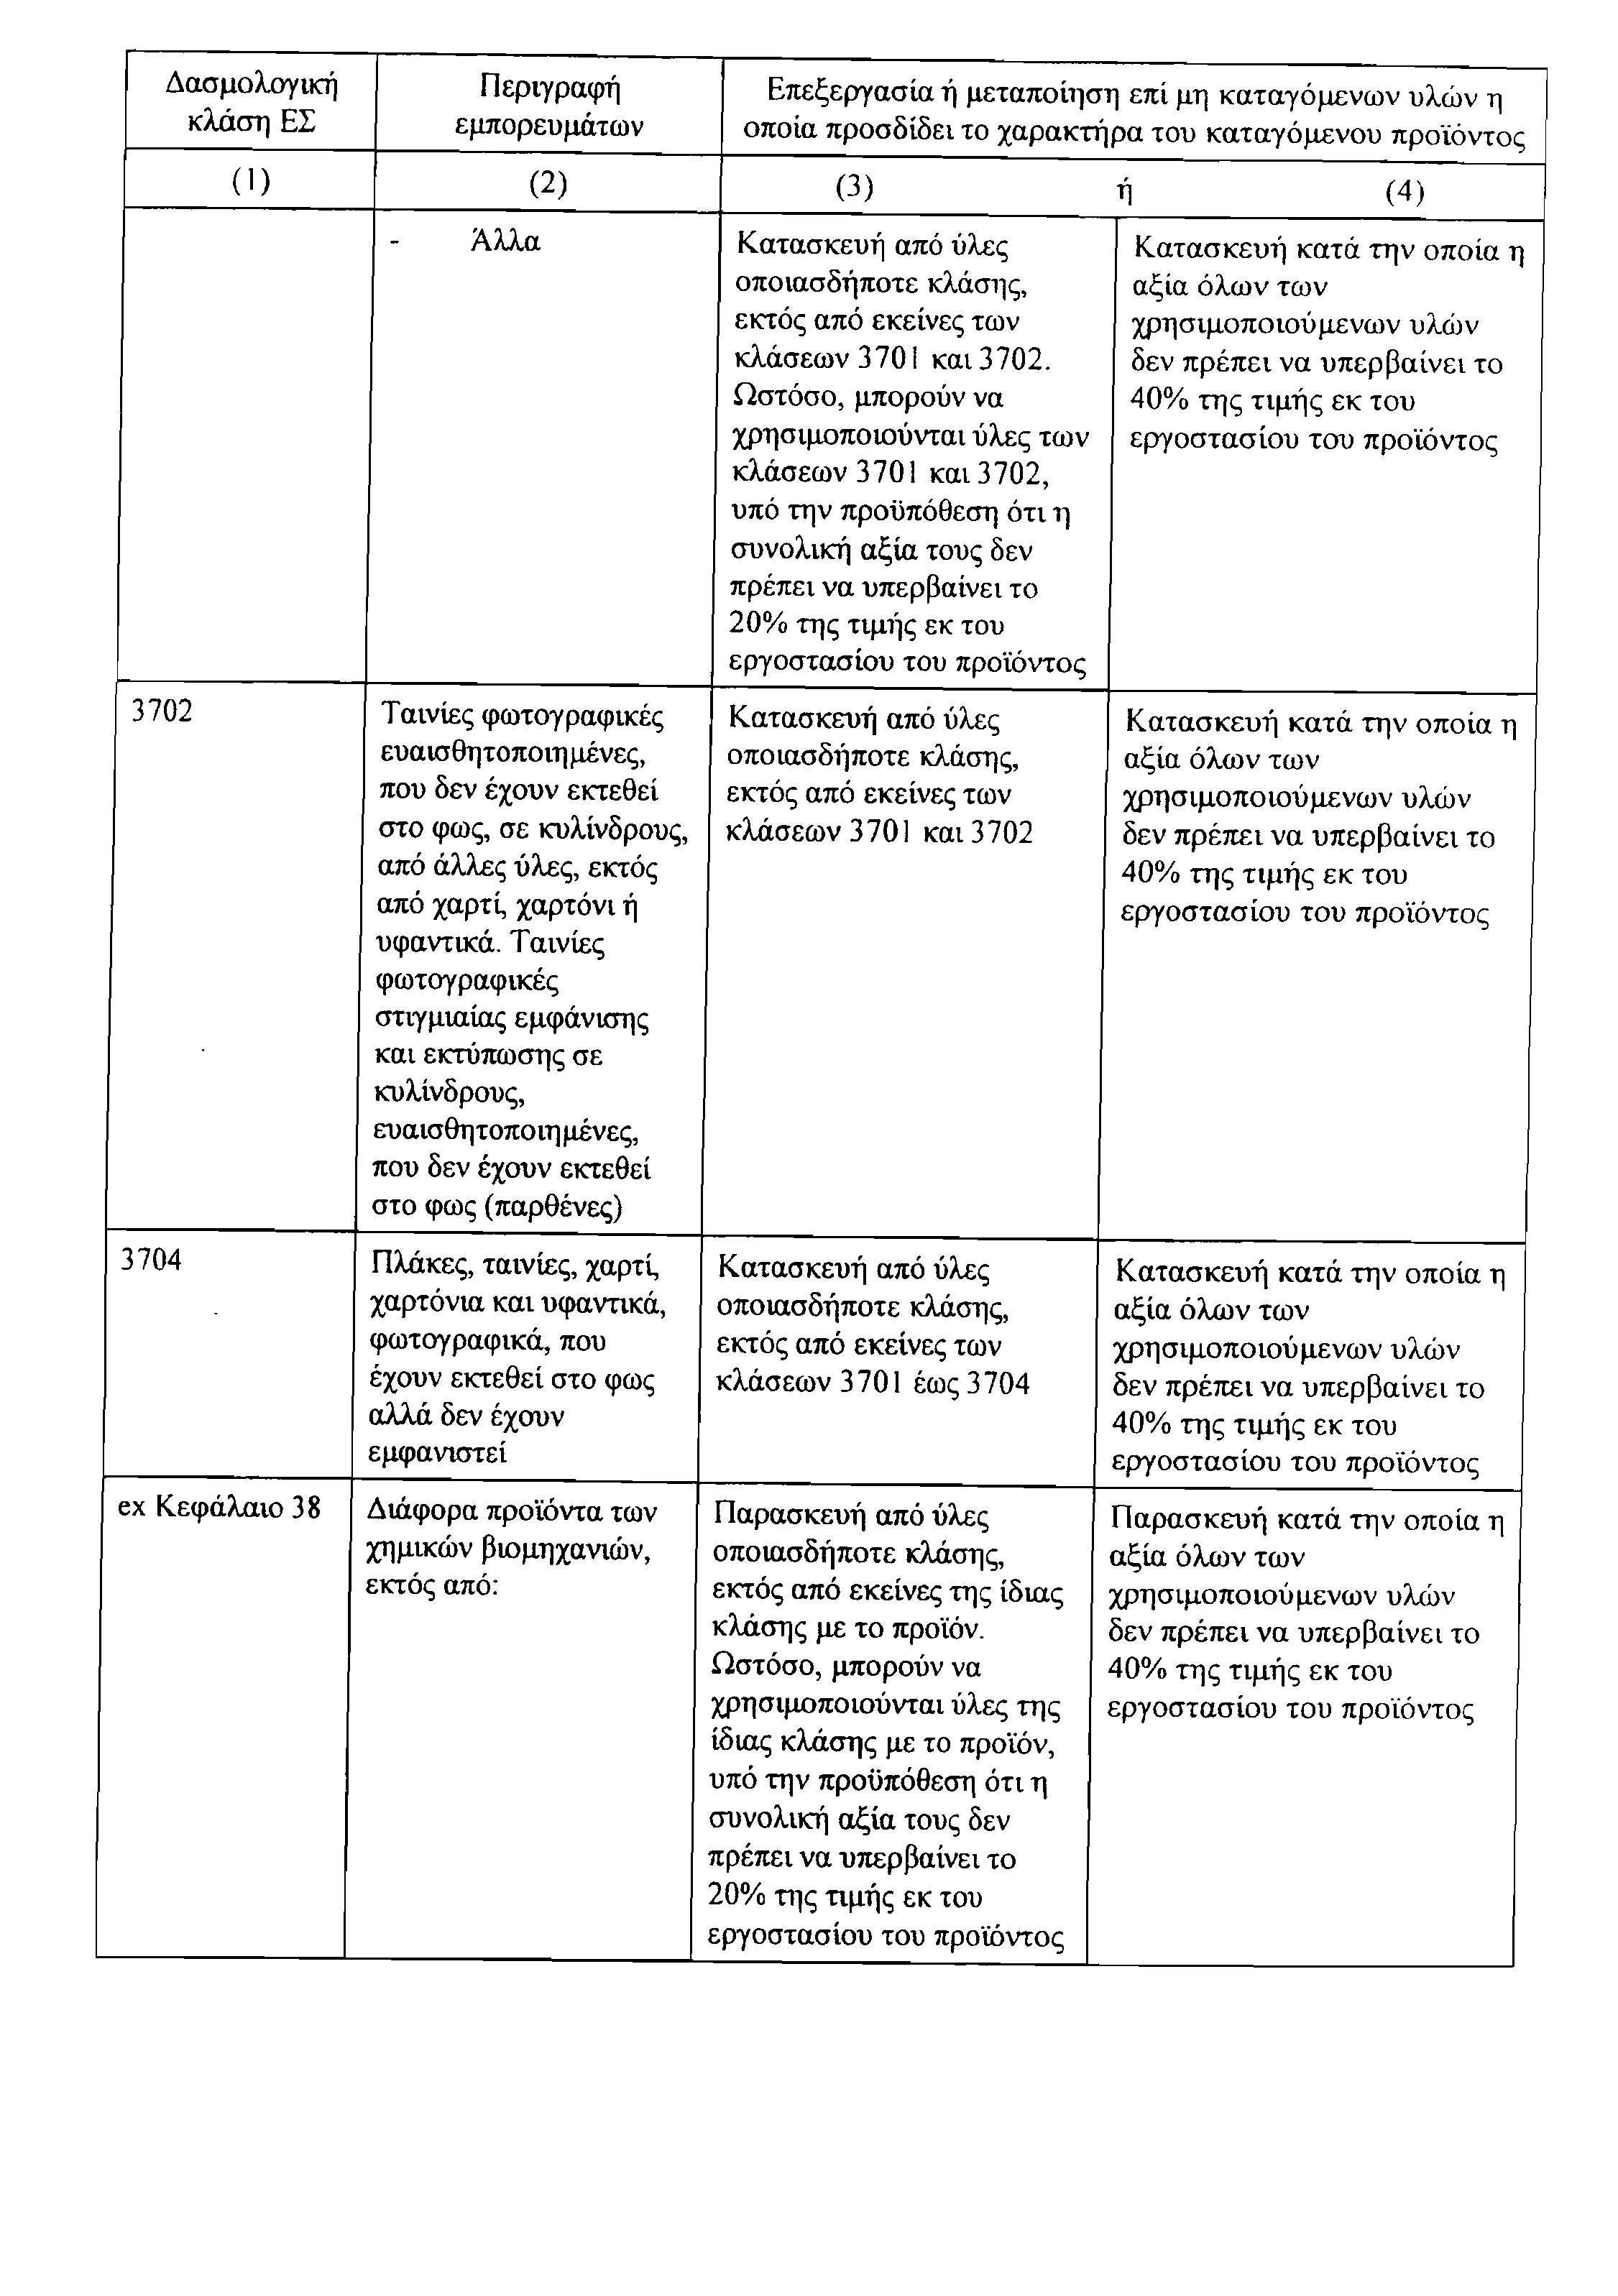 Δασμολογική
κλάση ΕΣ
Περιγραφή
εμπορευμάτων
Επεξεργασία ή μεταποίηση επί μη καταγόμενων υλών η
οποία προσδίδει το χαρακτήρα του καταγόμενου προϊόντος
(1)
(2)
(3) ή (4)
- Άλλα
Κατασκευή από ύλες
οποιασδήποτε κλάσης,
εκτός από εκείνες των
κλάσεων 3701 και 3702.
Ωστόσο, μπορούν να
χρησιμοποιούνται ύλες των
κλάσεων 3701 και 3702,
υπό την προϋπόθεση ότι η
συνολική αξία τους δεν
πρέπει να υπερβαίνει το
20% της τιμής εκ του
εργοστασίου του προϊόντος
Κατασκευή κατά την οποία η
αξία όλων των
χρησιμοποιούμενων υλών
δεν πρέπει να υπερβαίνει το
40% της τιμής εκ του
εργοστασίου του προϊόντος
3702
Ταινίες φωτογραφικές
ευαισθητοποιημένες,
που δεν έχουν εκτεθεί
στο φως, σε κυλίνδρους,
από άλλες ύλες, εκτός
από χαρτί, χαρτόνι ή
υφαντικά. Ταινίες
φωτογραφικές
στιγμιαίας εμφάνισης
και εκτύπωσης σε
κυλίνδρους,
ευαισθητοποιημένες,
που δεν έχουν εκτεθεί
στο φως (παρθένες)
Κατασκευή από ύλες
οποιασδήποτε κλάσης,
εκτός από εκείνες των
κλάσεων 3701 και 3702
Κατασκευή κατά την οποία η
αξία όλων των
χρησιμοποιούμενων υλών
δεν πρέπει να υπερβαίνει το
40% της τιμής εκ του
εργοστασίου του προϊόντος
3704
Πλάκες, ταινίες, χαρτί,
χαρτόνια και υφαντικά,
φωτογραφικά, που
έχουν εκτεθεί στο φως
αλλά δεν έχουν
εμφανιστεί
Κατασκευή από ύλες
οποιασδήποτε κλάσης,
εκτός από εκείνες των
κλάσεων 3701 έως 3704
Κατασκευή κατά την οποία η
αξία όλων των
χρησιμοποιούμενων υλών
δεν πρέπει να υπερβαίνει το
40% της τιμής εκ του
εργοστασίου του προϊόντος
ex Κεφάλαιο 38
Διάφορα προϊόντα των
χημικών βιομηχανιών,
εκτός από:
Παρασκευή από ύλες
οποιασδήποτε κλάσης,
εκτός από εκείνες της ίδιας
κλάσης με το προϊόν.
Ωστόσο, μπορούν να
χρησιμοποιούνται ύλες της
ίδιας κλάσης με το προϊόν,
υπό την προϋπόθεση ότι η
συνολική αξία τους δεν
πρέπει να υπερβαίνει το
20% της τιμής εκ του
εργοστασίου του προϊόντος
Παρασκευή κατά την οποία η
αξία όλων των
χρησιμοποιούμενων υλών
δεν πρέπει να υπερβαίνει το
40% της τιμής εκ του
εργοστασίου του προϊόντος